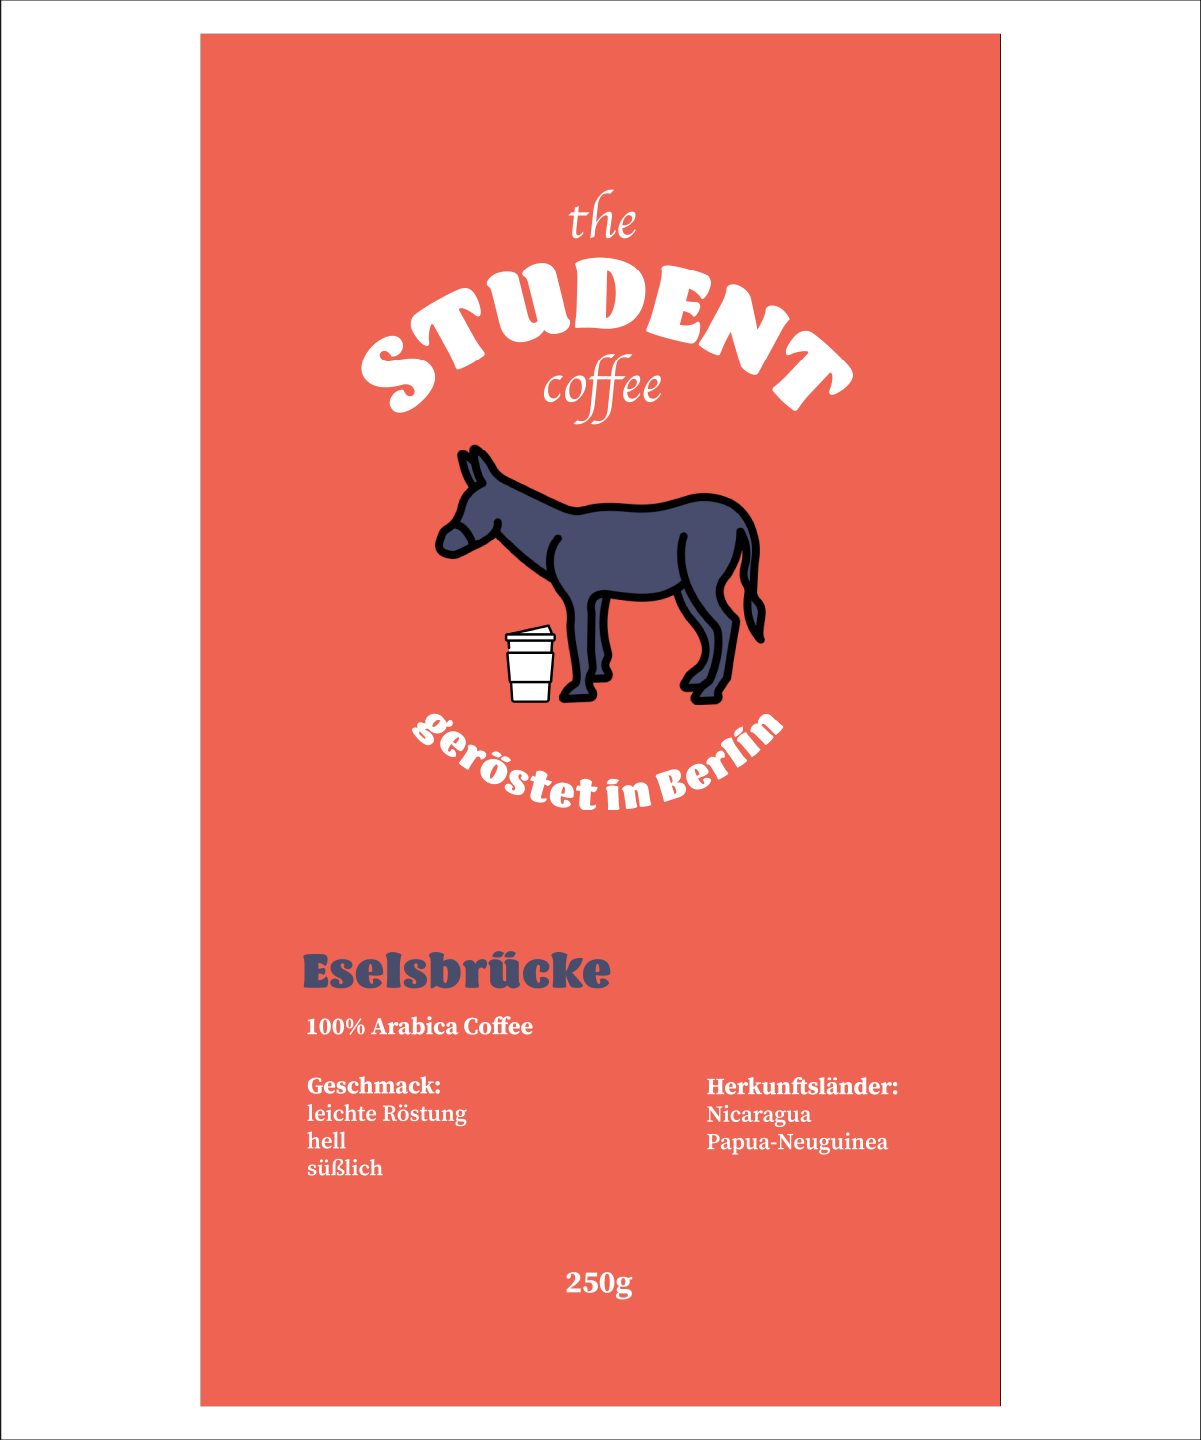 the
STUDENT
coffee
geröstet in Berlin
Eselsbrücke
100% Arabica Coffee
Geschmack:
leichte Röstung
hell
süßlich
Herkunftsländer:
Nicaragua
Papua-Neuguinea
250g